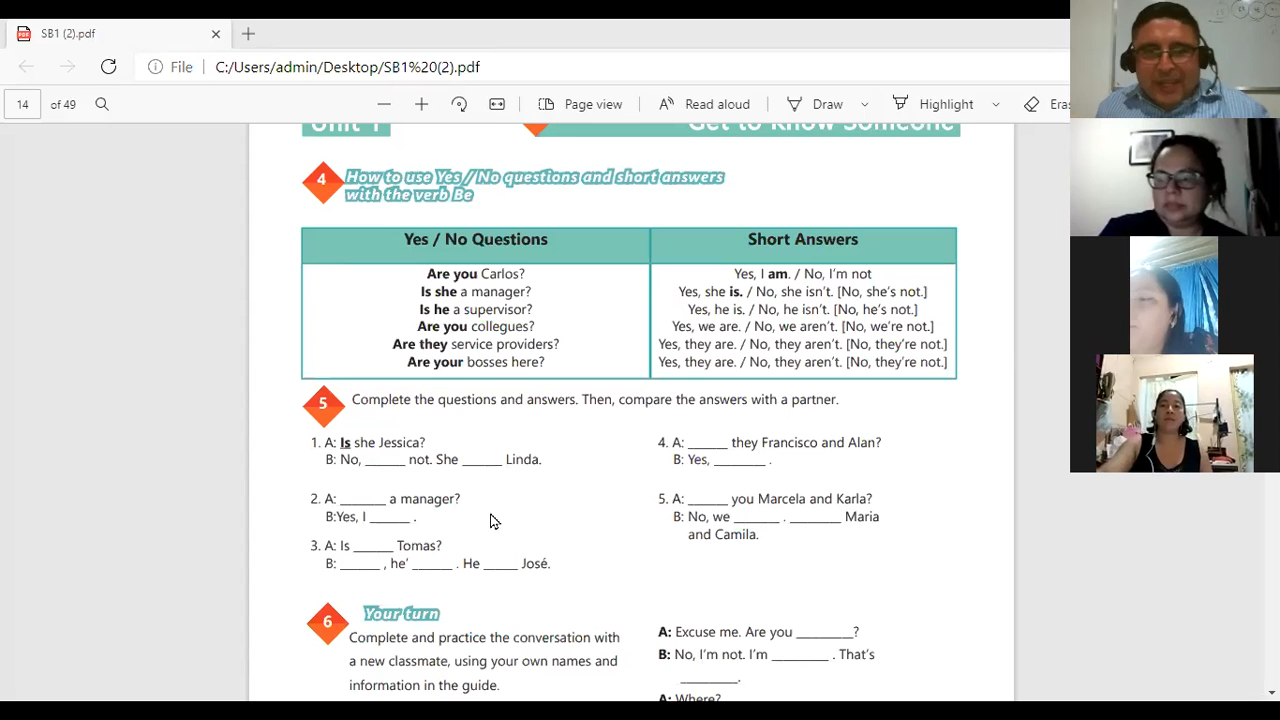 SB1 (2).pdf
File C:/Users/admin/Desktop/SB1%20(2).pdf
14 of 49 Page view Read aloud Draw Highlight
Unit 1 Get to Know Someone
4 How to use Yes / No questions and short answers
with the verb Be
Yes / No Questions Short Answers
Are you Carlos? Yes, I am. / No, I'm not
Is she a manager? Yes, she is. / No, she isn't. [No, she's not.]
Is he a supervisor? Yes, he is. / No, he isn't. [No, he's not.]
Are you collegues? Yes, we are. / No, we aren't. [No, we're not.]
Are they service providers? Yes, they are. / No, they aren't. [No, they're not.]
Are your bosses here? Yes, they are. / No, they aren't. [No, they're not.]
5 Complete the questions and answers. Then, compare the answers with a partner.
1. A: Is she Jessica?
B: No, ______ not. She ______ Linda.
2. A: _______ a manager?
B:Yes, I ______ .
3. A: Is ______ Tomas?
B: ______ , he' ______ . He _____ José.
4. A: ______ they Francisco and Alan?
B: Yes, ________ .
5. A: ______ you Marcela and Karla?
B: No, we _______ . ________ Maria
and Camila.
6 Your turn
Complete and practice the conversation with
a new classmate, using your own names and
information in the guide.
A: Excuse me. Are you _________?
B: No, I'm not. I'm _________ . That's
_________.
A: Where?